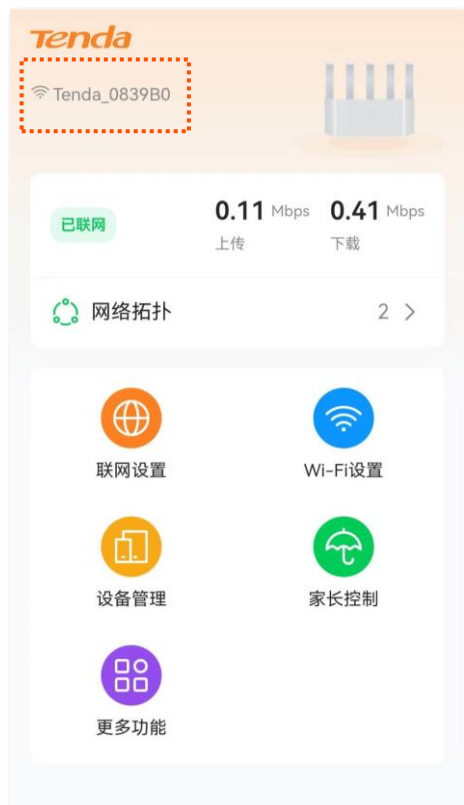 Tenda
Tenda_0839B0
已联网
0.11 Mbps 0.41 Mbps
上传 下载
网络拓扑 2
联网设置 Wi-Fi设置
设备管理 家长控制
更多功能